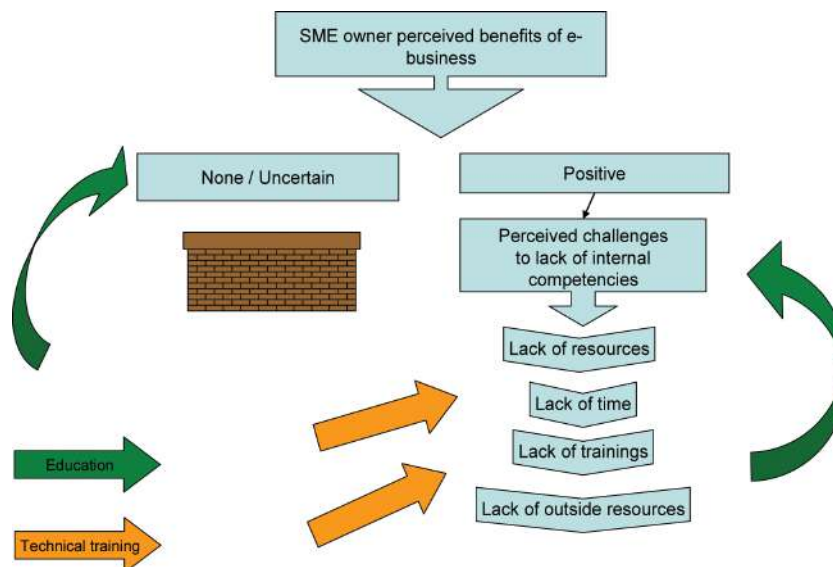 SME owner perceived benefits of e-
business
None / Uncertain
Positive
Perceived challenges
to lack of internal
competencies
Lack of resources
Lack of time
Lack of trainings
Lack of outside resources
Education
Technical training